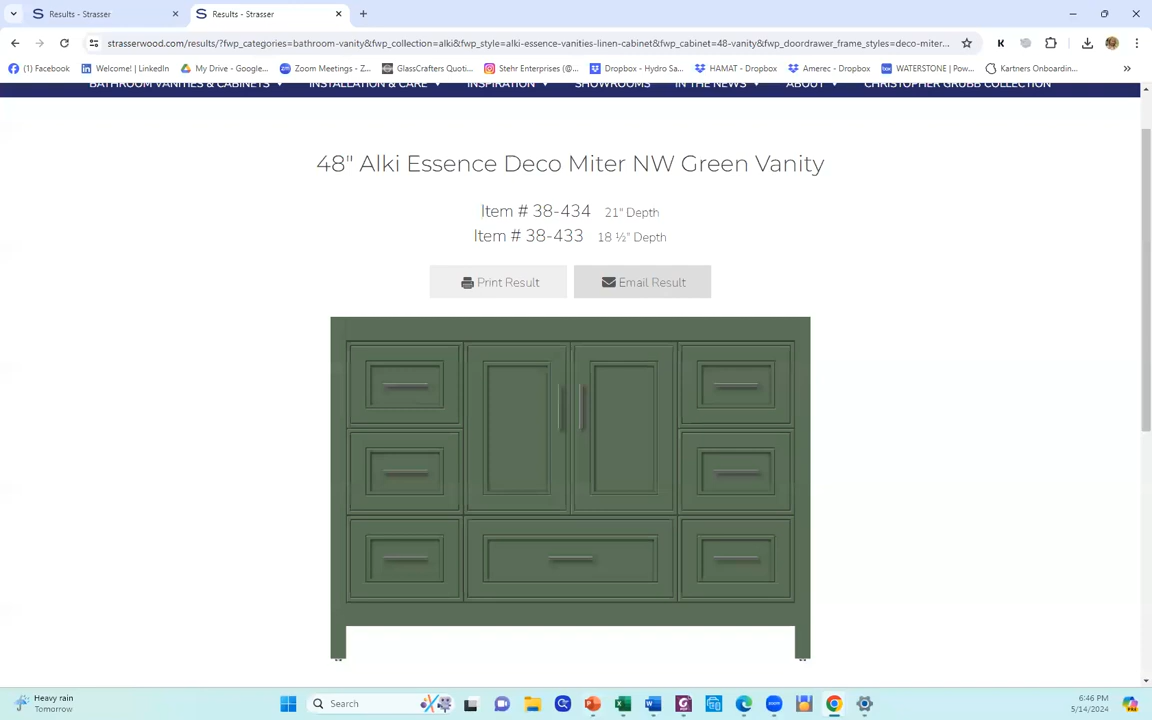 Results - Strasser
Results - Strasser
strasserwood.com/results/?fwp_categories=bathroom-vanity&fwp_collection=alki&fwp_style=alki-essence-vanities-linen-cabinet&fwp_cabinet=48-vanity&fwp_doordrawer_frame_styles=deco-miter...
(1) Facebook Welcome! | LinkedIn My Drive - Google... Zoom Meetings - Z... GlassCrafters Quoti... Stehr Enterprises (@... Dropbox - Hydro Sa... HAMAT - Dropbox Amerec - Dropbox WATERSTONE | Pow... Kartners Onboardin... »
BATHROOM VANITIES & CABINETS INSTALLATION & CARE INSPIRATION SHOWROOMS IN THE NEWS ABOUT CHRISTOPHER GRUBB COLLECTION
48" Alki Essence Deco Miter NW Green Vanity
Item # 38-434 21" Depth
Item # 38-433 18 ½" Depth
Print Result Email Result
Heavy rain
Tomorrow
Search
6:46 PM
5/14/2024